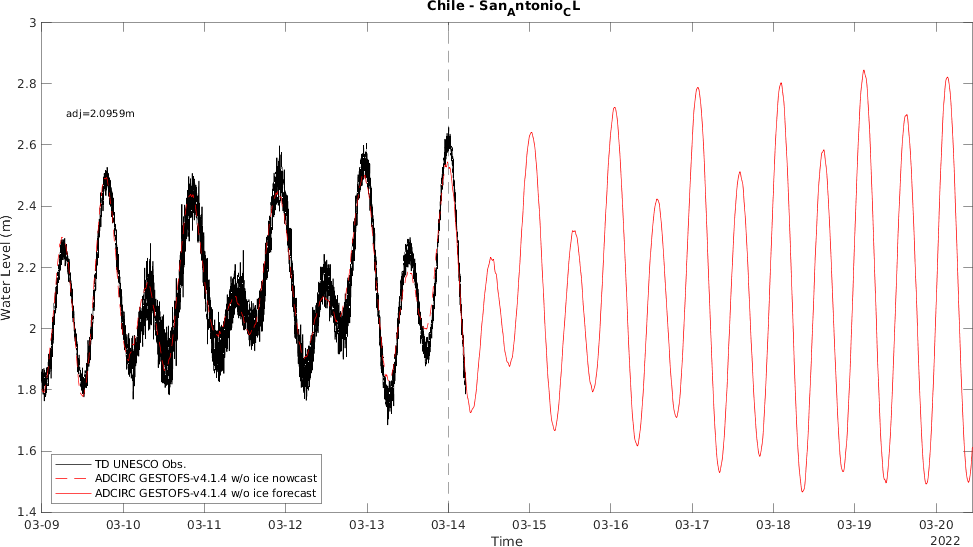 Chile - San_Antonio_CL
3
2.8
2.6
2.4
2.2
2
1.8
1.6
1.4
Water Level (m)
adj=2.0959m
TD UNESCO Obs.
ADCIRC GESTOFS-v4.1.4 w/o ice nowcast
ADCIRC GESTOFS-v4.1.4 w/o ice forecast
03-09 03-10 03-11 03-12 03-13 03-14 03-15 03-16 03-17 03-18 03-19 03-20
Time
2022